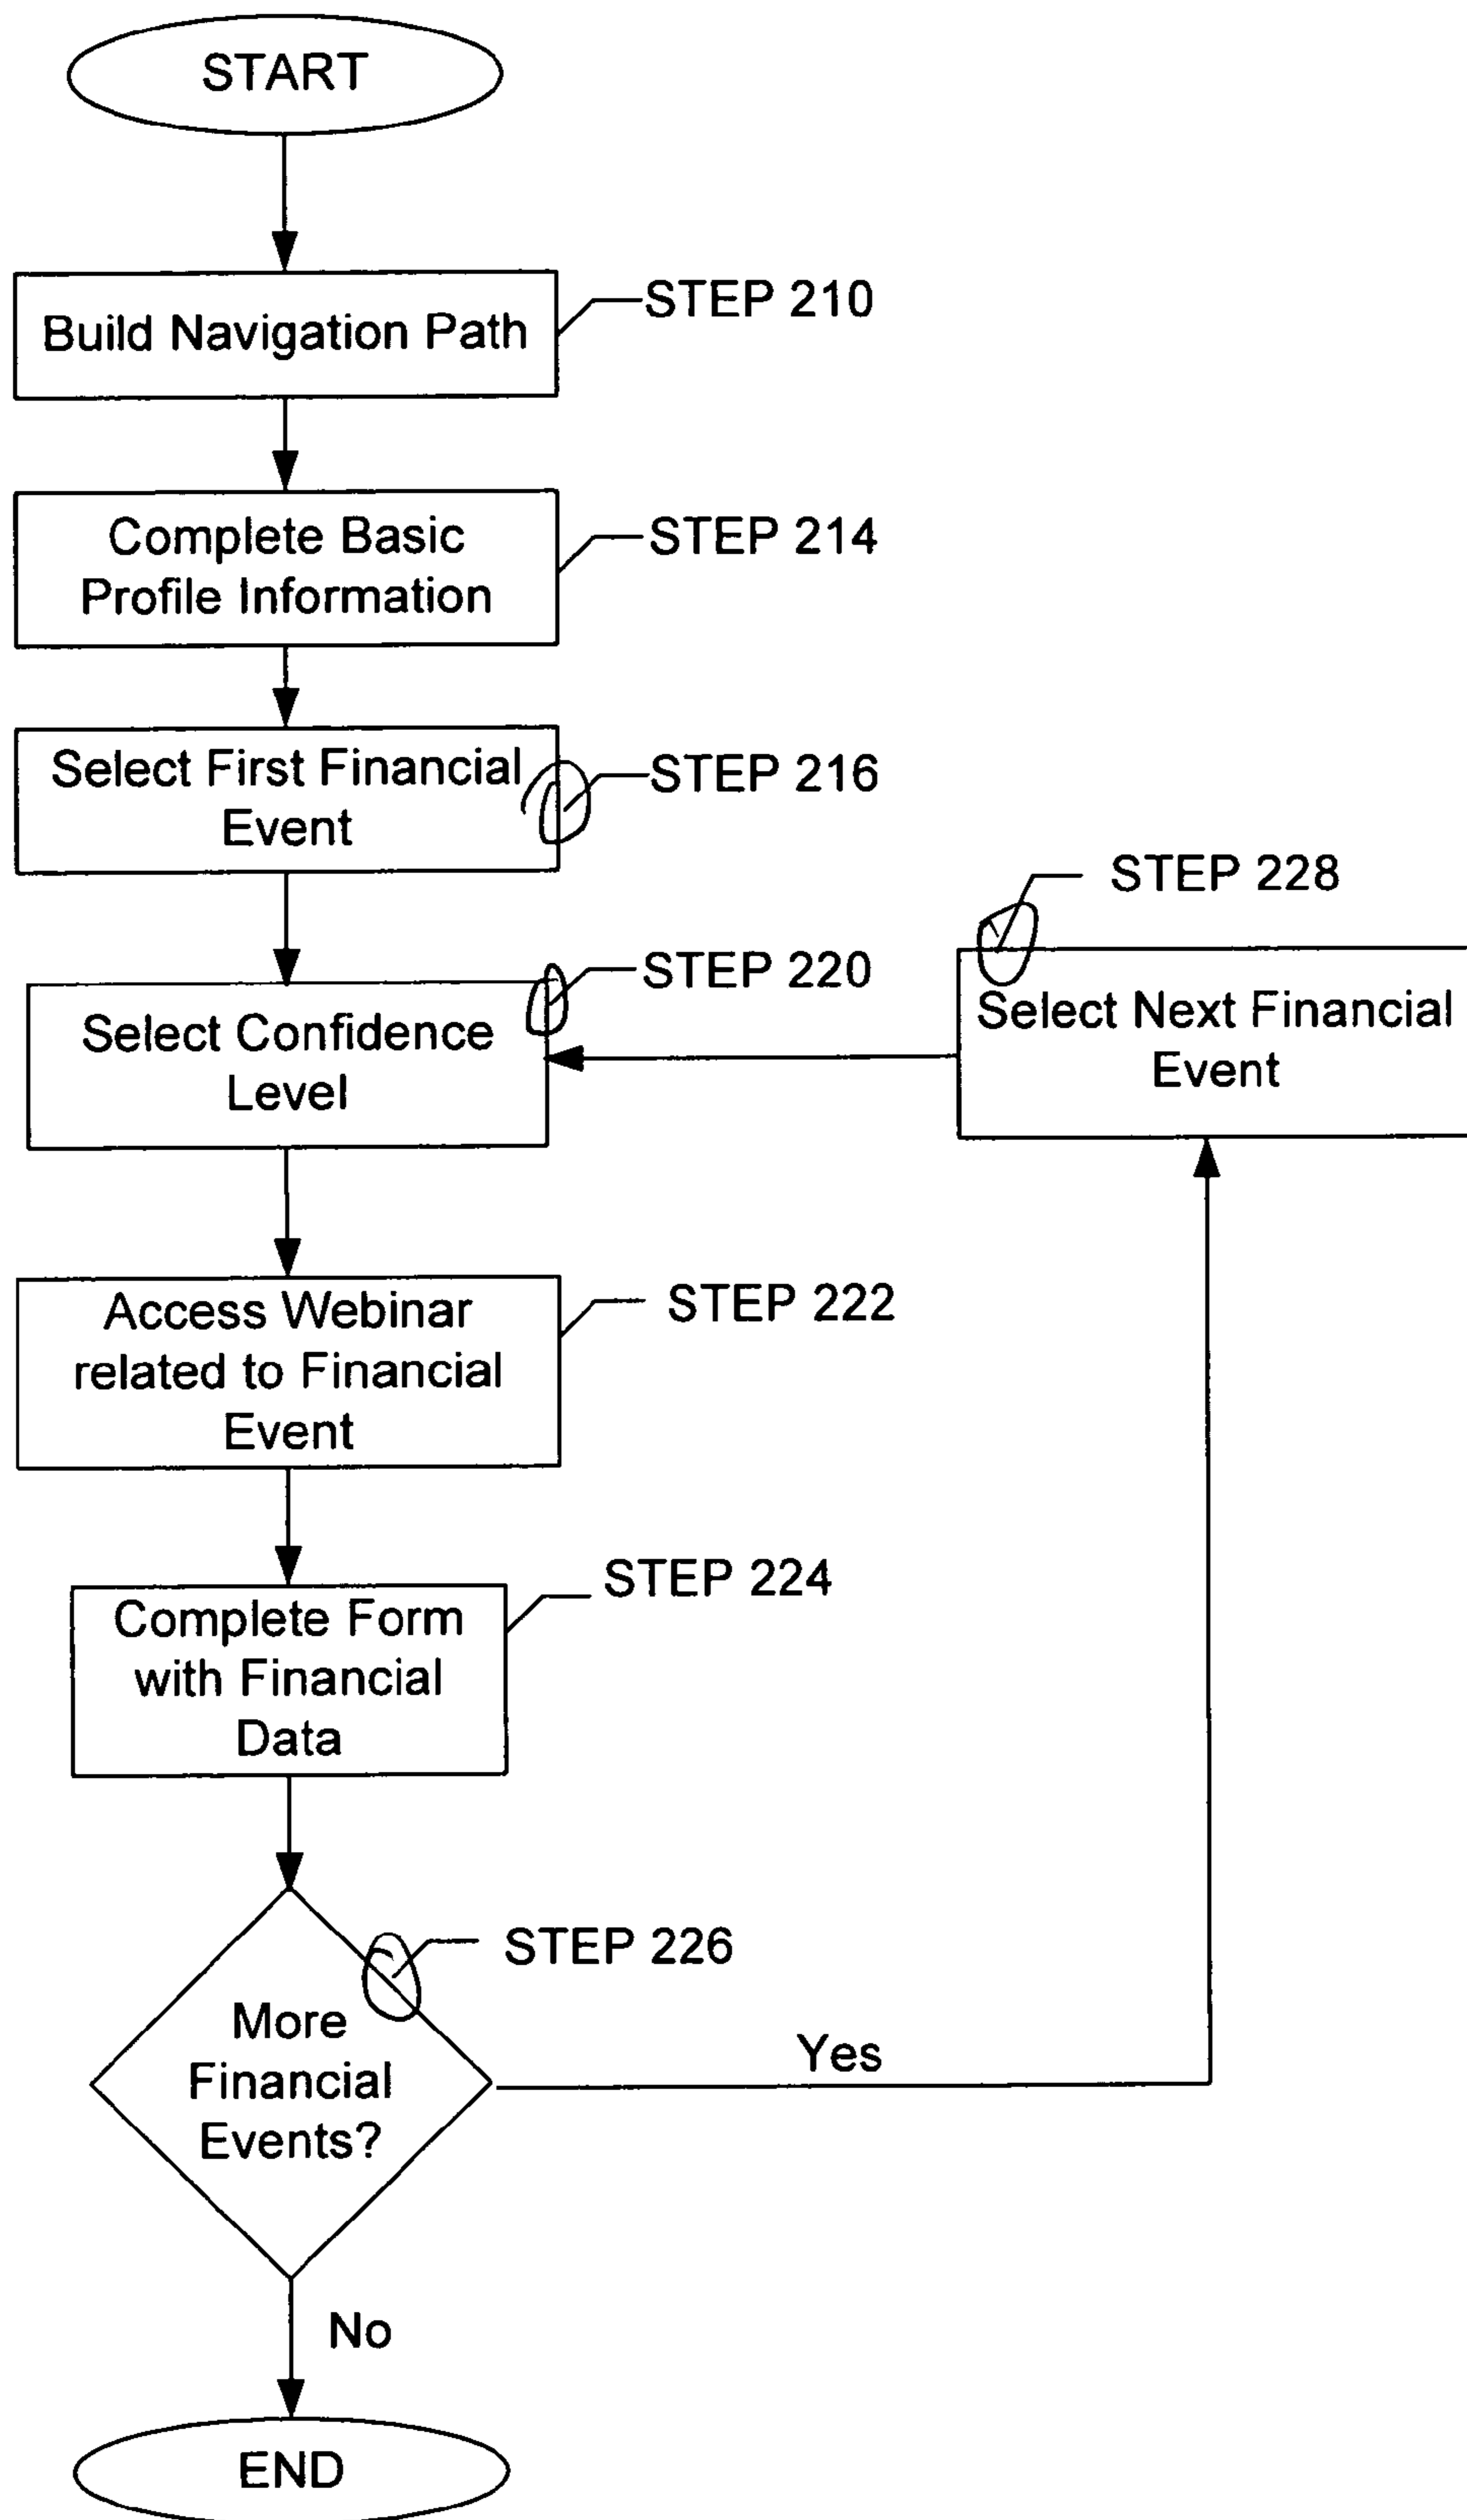 START
Build Navigation Path
STEP 210
Complete Basic
Profile Information
STEP 214
Select First Financial
Event
STEP 216
Select Confidence
Level
STEP 220
STEP 228
Select Next Financial
Event
Access Webinar
related to Financial
Event
STEP 222
Complete Form
with Financial
Data
STEP 224
More
Financial
Events?
STEP 226
Yes
No
END